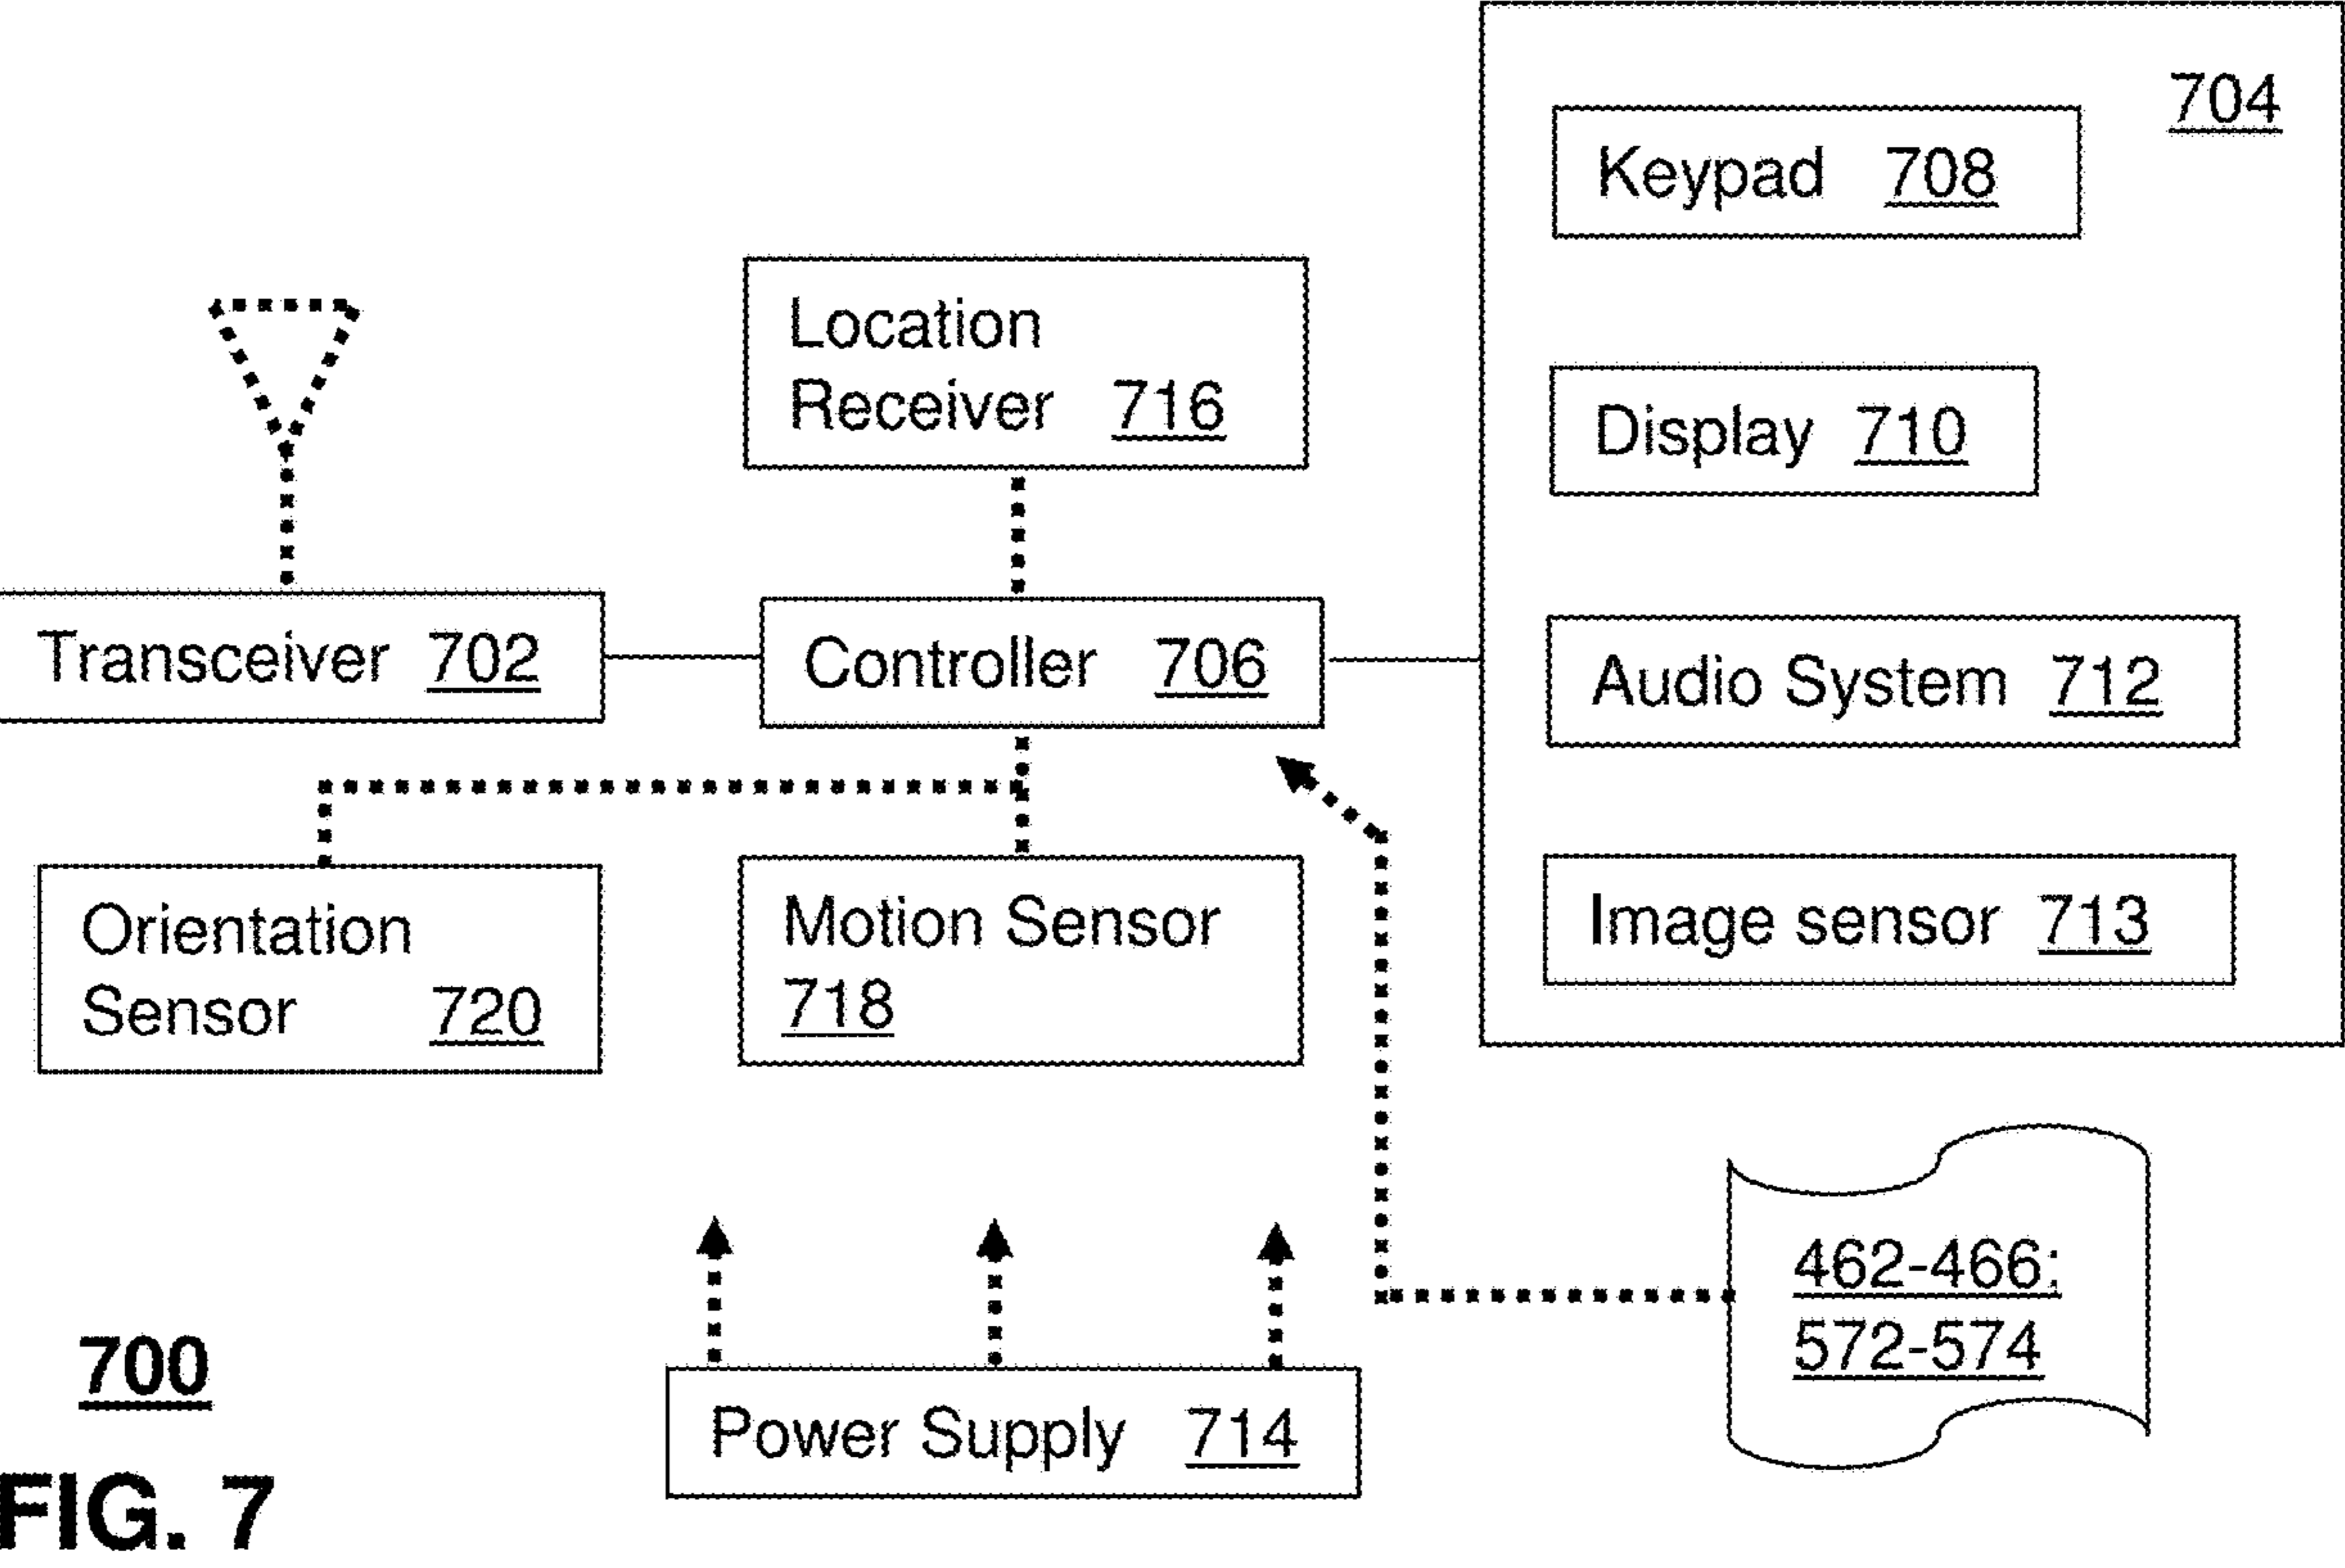 704
Keypad 708
Location
Receiver 716
Display 710
Transceiver 702
Controller 706
Audio System 712
Orientation
Sensor 720
Motion Sensor
718
Image sensor 713
462-466;
572-574
700
Power Supply 714
FIG. 7